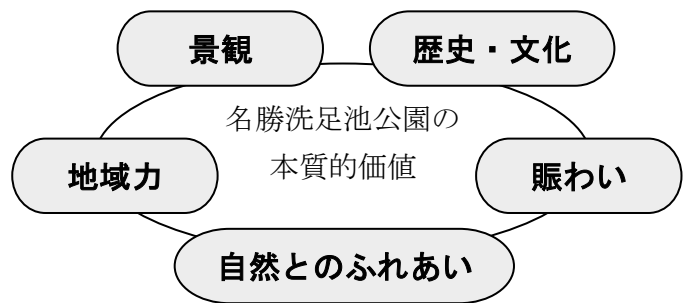 景観
歴史・文化
名勝洗足池公園の
本質的価値
地域力
賑わい
自然とのふれあい